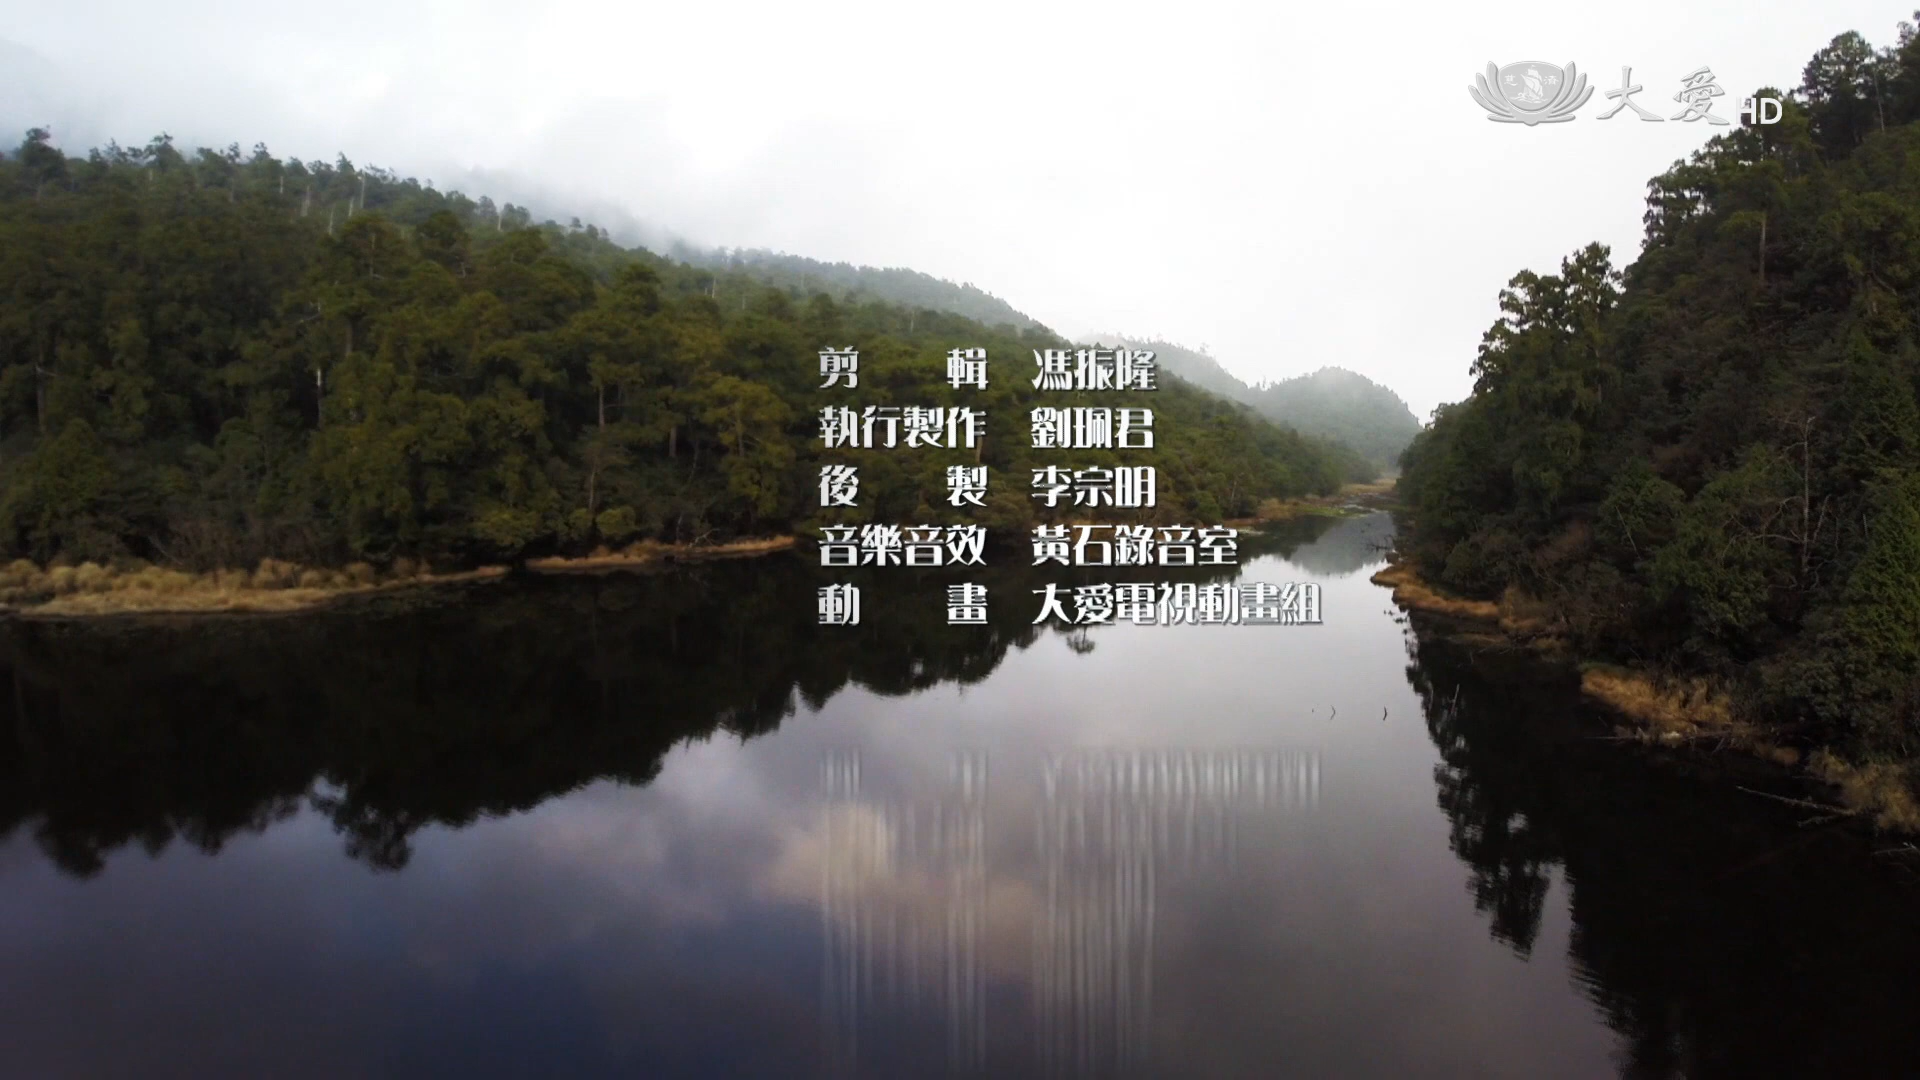 慈濟
大愛HD
剪輯 馮振隆
執行製作 劉珮君
後製 李宗明
音樂音效 黃石錄音室
動畫 大愛電視動畫組